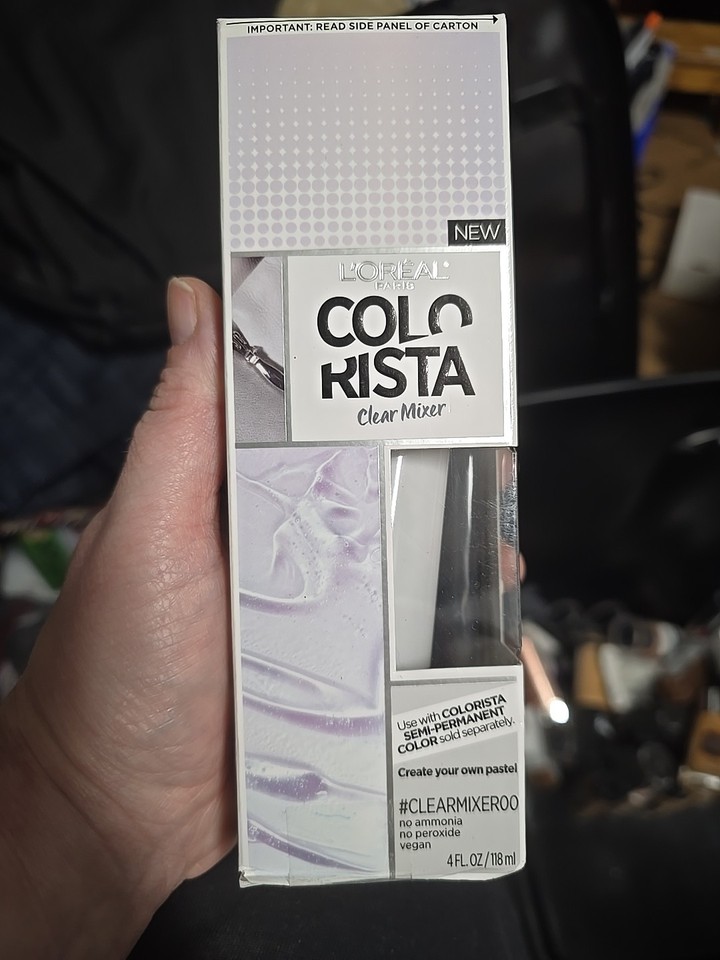 IMPORTANT: READ SIDE PANEL OF CARTON
NEW
L'ORÉAL
PARIS
COLO
RISTA
Clear Mixer
Use with COLORISTA
SEMI-PERMANENT
COLOR sold separately.
Create your own pastel
#CLEARMIXER00
no ammonia
no peroxide
vegan
4 FL. OZ / 118 ml